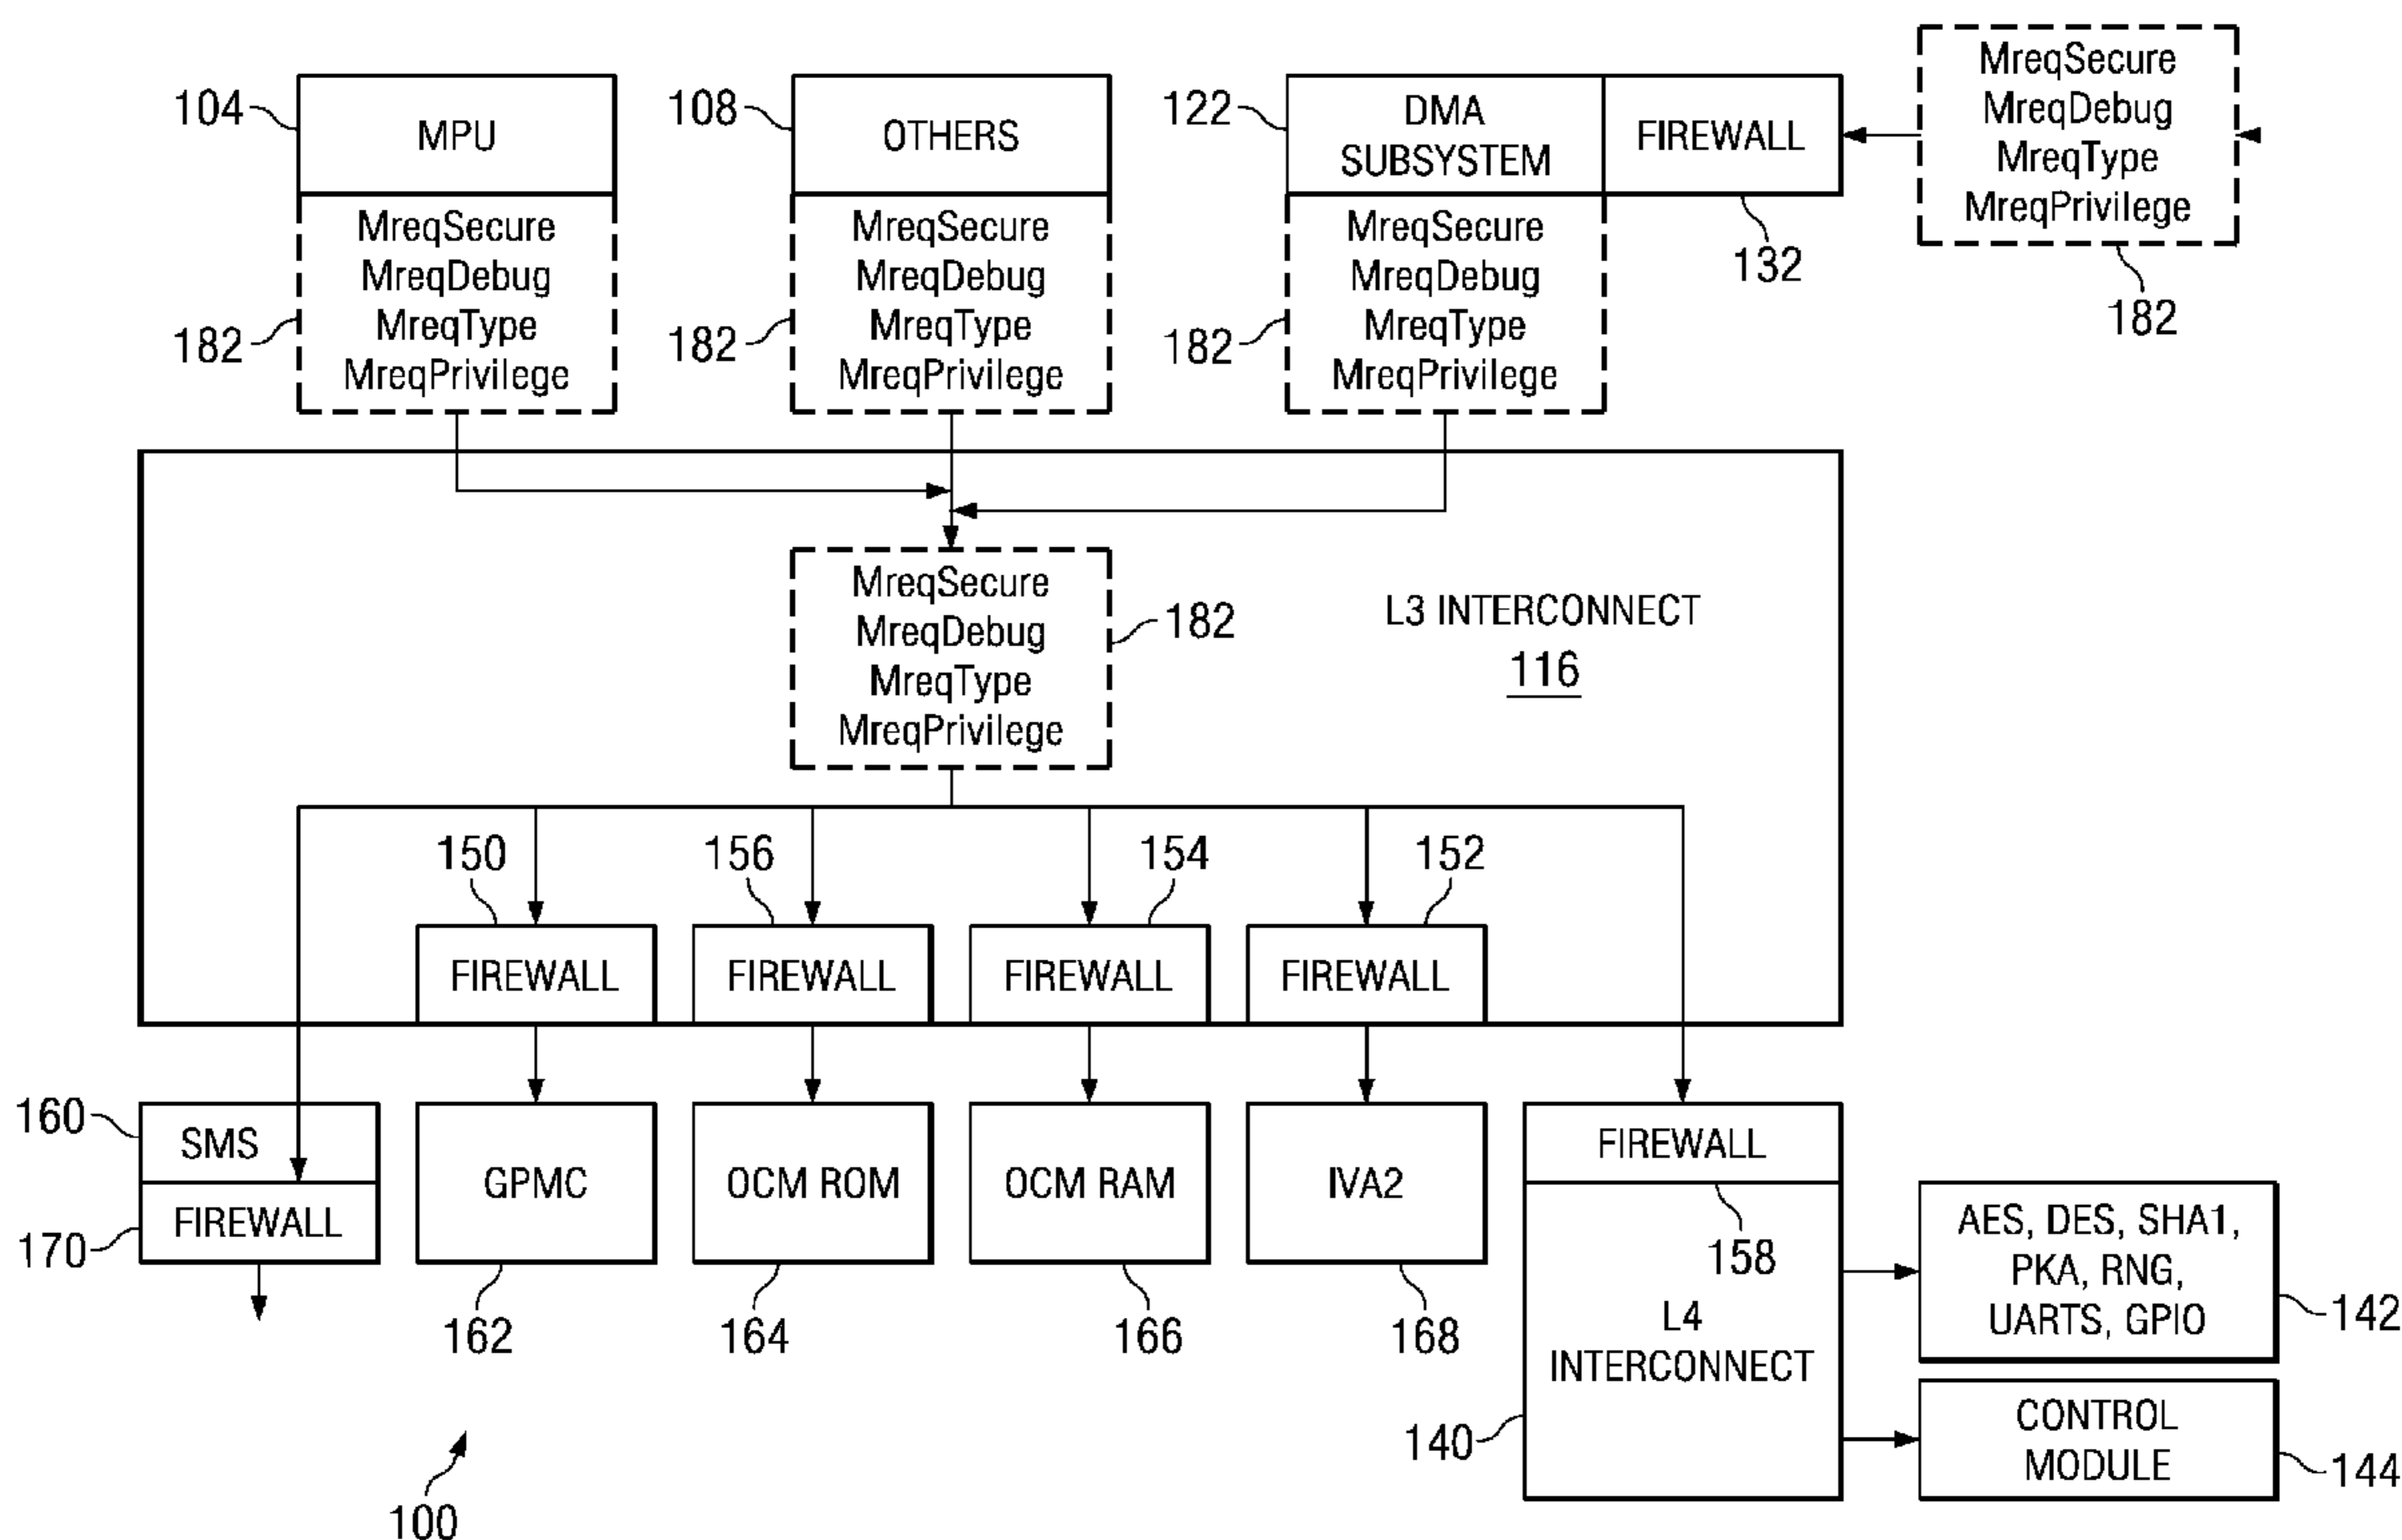 MreqSecure
MreqDebug
MreqType
MreqPrivilege
182
104
MPU
MreqSecure
MreqDebug
MreqType
MreqPrivilege
182
108
OTHERS
MreqSecure
MreqDebug
MreqType
MreqPrivilege
182
122
DMA
SUBSYSTEM
FIREWALL
132
MreqSecure
MreqDebug
MreqType
MreqPrivilege
182
MreqSecure
MreqDebug
MreqType
MreqPrivilege
182
L3 INTERCONNECT
116
150
FIREWALL
156
FIREWALL
154
FIREWALL
152
FIREWALL
160
SMS
FIREWALL
170
GPMC
162
OCM ROM
164
OCM RAM
166
IVA2
168
FIREWALL
158
L4
INTERCONNECT
140
AES, DES, SHA1,
PKA, RNG,
UARTS, GPIO
142
CONTROL
MODULE
144
100